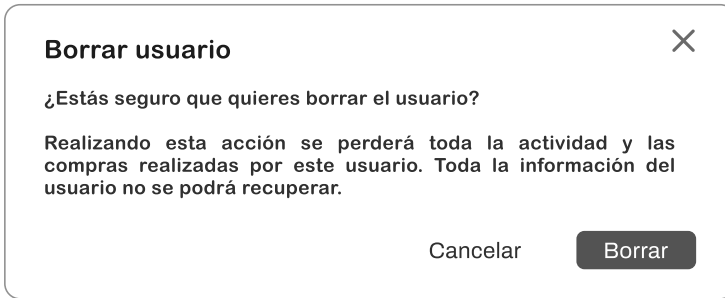 Borrar usuario
¿Estás seguro que quieres borrar el usuario?
Realizando esta acción se perderá toda la actividad y las
compras realizadas por este usuario. Toda la información del
usuario no se podrá recuperar.
Cancelar
Borrar